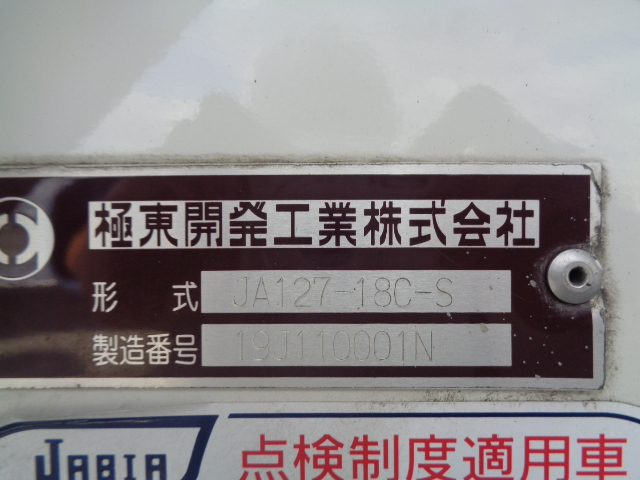 極東開発工業株式会社
形式 JA127-18C-S
製造番号 19J110001N
JABIA 点検制度適用車